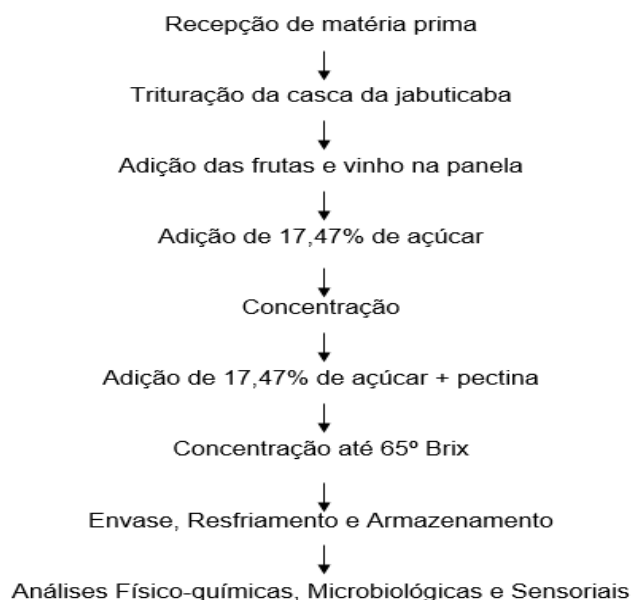 Recepção de matéria prima
Trituração da casca da jabuticaba
Adição das frutas e vinho na panela
Adição de 17,47% de açúcar
Concentração
Adição de 17,47% de açúcar + pectina
Concentração até 65º Brix
Envase, Resfriamento e Armazenamento
Análises Físico-químicas, Microbiológicas e Sensoriais